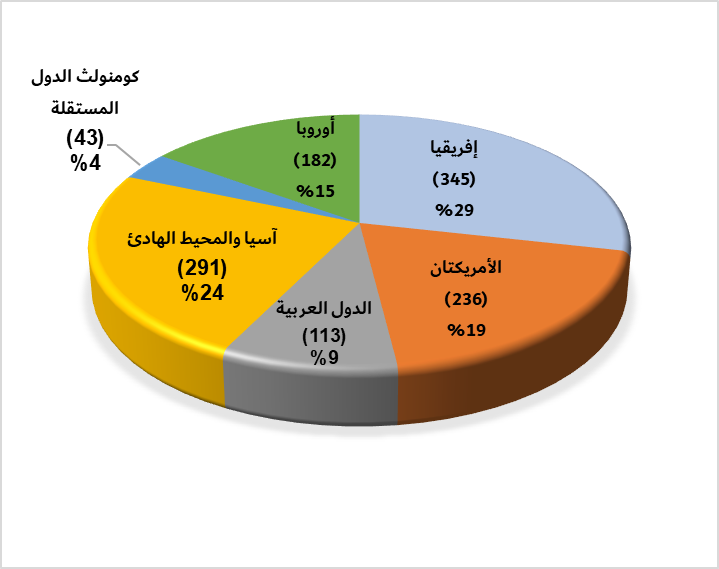 كومنولث الدول
المستقلة
(43)
%4
أوروبا
(182)
%15
إفريقيا
(345)
%29
آسيا والمحيط الهادئ
(291)
%24
الدول العربية
(113)
%9
الأمريكتان
(236)
%19